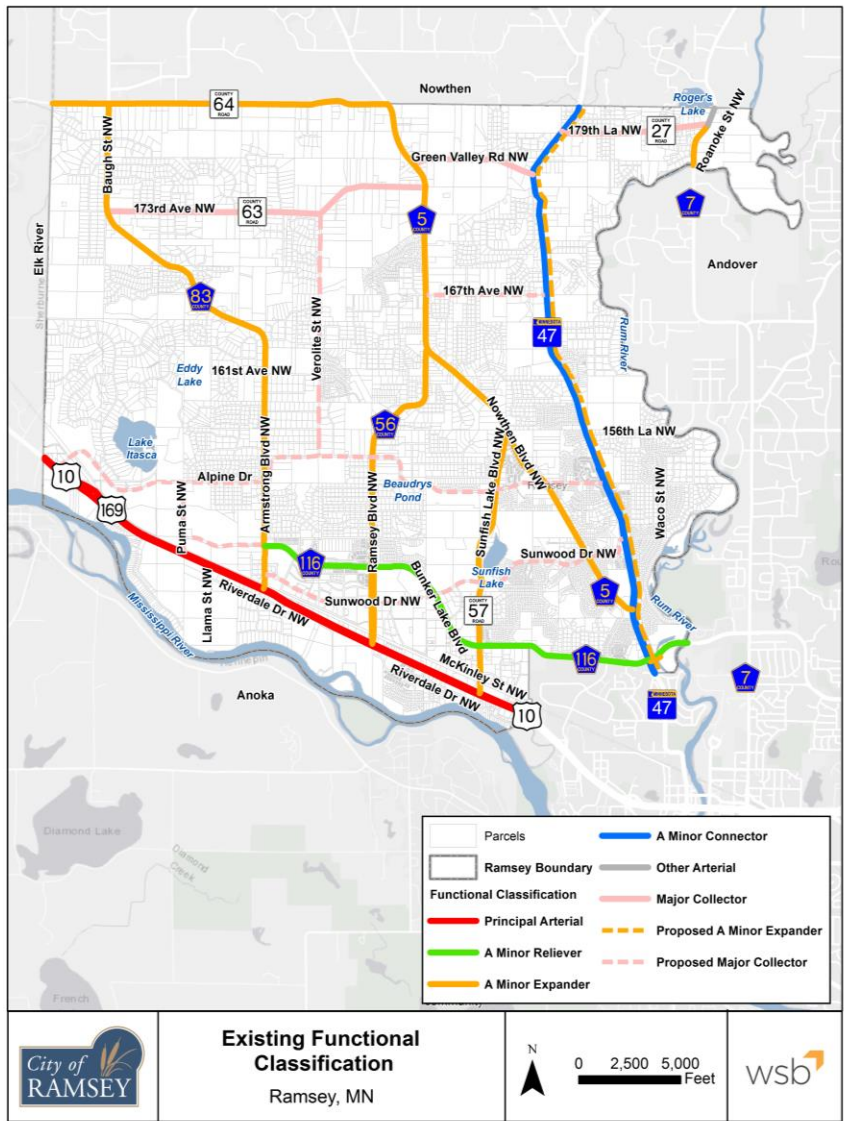 Nowthen
COUNTY
64
ROAD
Roger's
Lake
179th La NW
COUNTY
27
ROAD
Roanoke St NW
Baugh St NW
Green Valley Rd NW
173rd Ave NW
COUNTY
63
ROAD
5
COUNTY
7
COUNTY
Elk River
Sherburne
Andover
83
COUNTY
Verolite St NW
167th Ave NW
MINNESOTA
47
Rum River
Eddy
Lake
161st Ave NW
Armstrong Blvd NW
56
COUNTY
Nowthen Blvd NW
156th La NW
Lake
Itasca
Alpine Dr
Beaudrys
Pond
Ramsey Blvd NW
Sunfish Lake Blvd NW
Ramsey
Waco St NW
10
169
Puma St NW
116
COUNTY
Sunfish
Lake
Sunwood Dr NW
Llama St NW
Riverdale Dr NW
Sunwood Dr NW
Bunker Lake Blvd
COUNTY
57
ROAD
5
COUNTY
Rum River
Mississippi River
McKinley St NW
116
COUNTY
Riverdale Dr NW
10
MINNESOTA
47
7
COUNTY
Anoka
Diamond Lake
Diamond
Creek
French
Parcels
Ramsey Boundary
Functional Classification
Principal Arterial
A Minor Reliever
A Minor Expander
A Minor Connector
Other Arterial
Major Collector
Proposed A Minor Expander
Proposed Major Collector
City of
RAMSEY
Existing Functional
Classification
Ramsey, MN
N
0 2,500 5,000
Feet
wsb